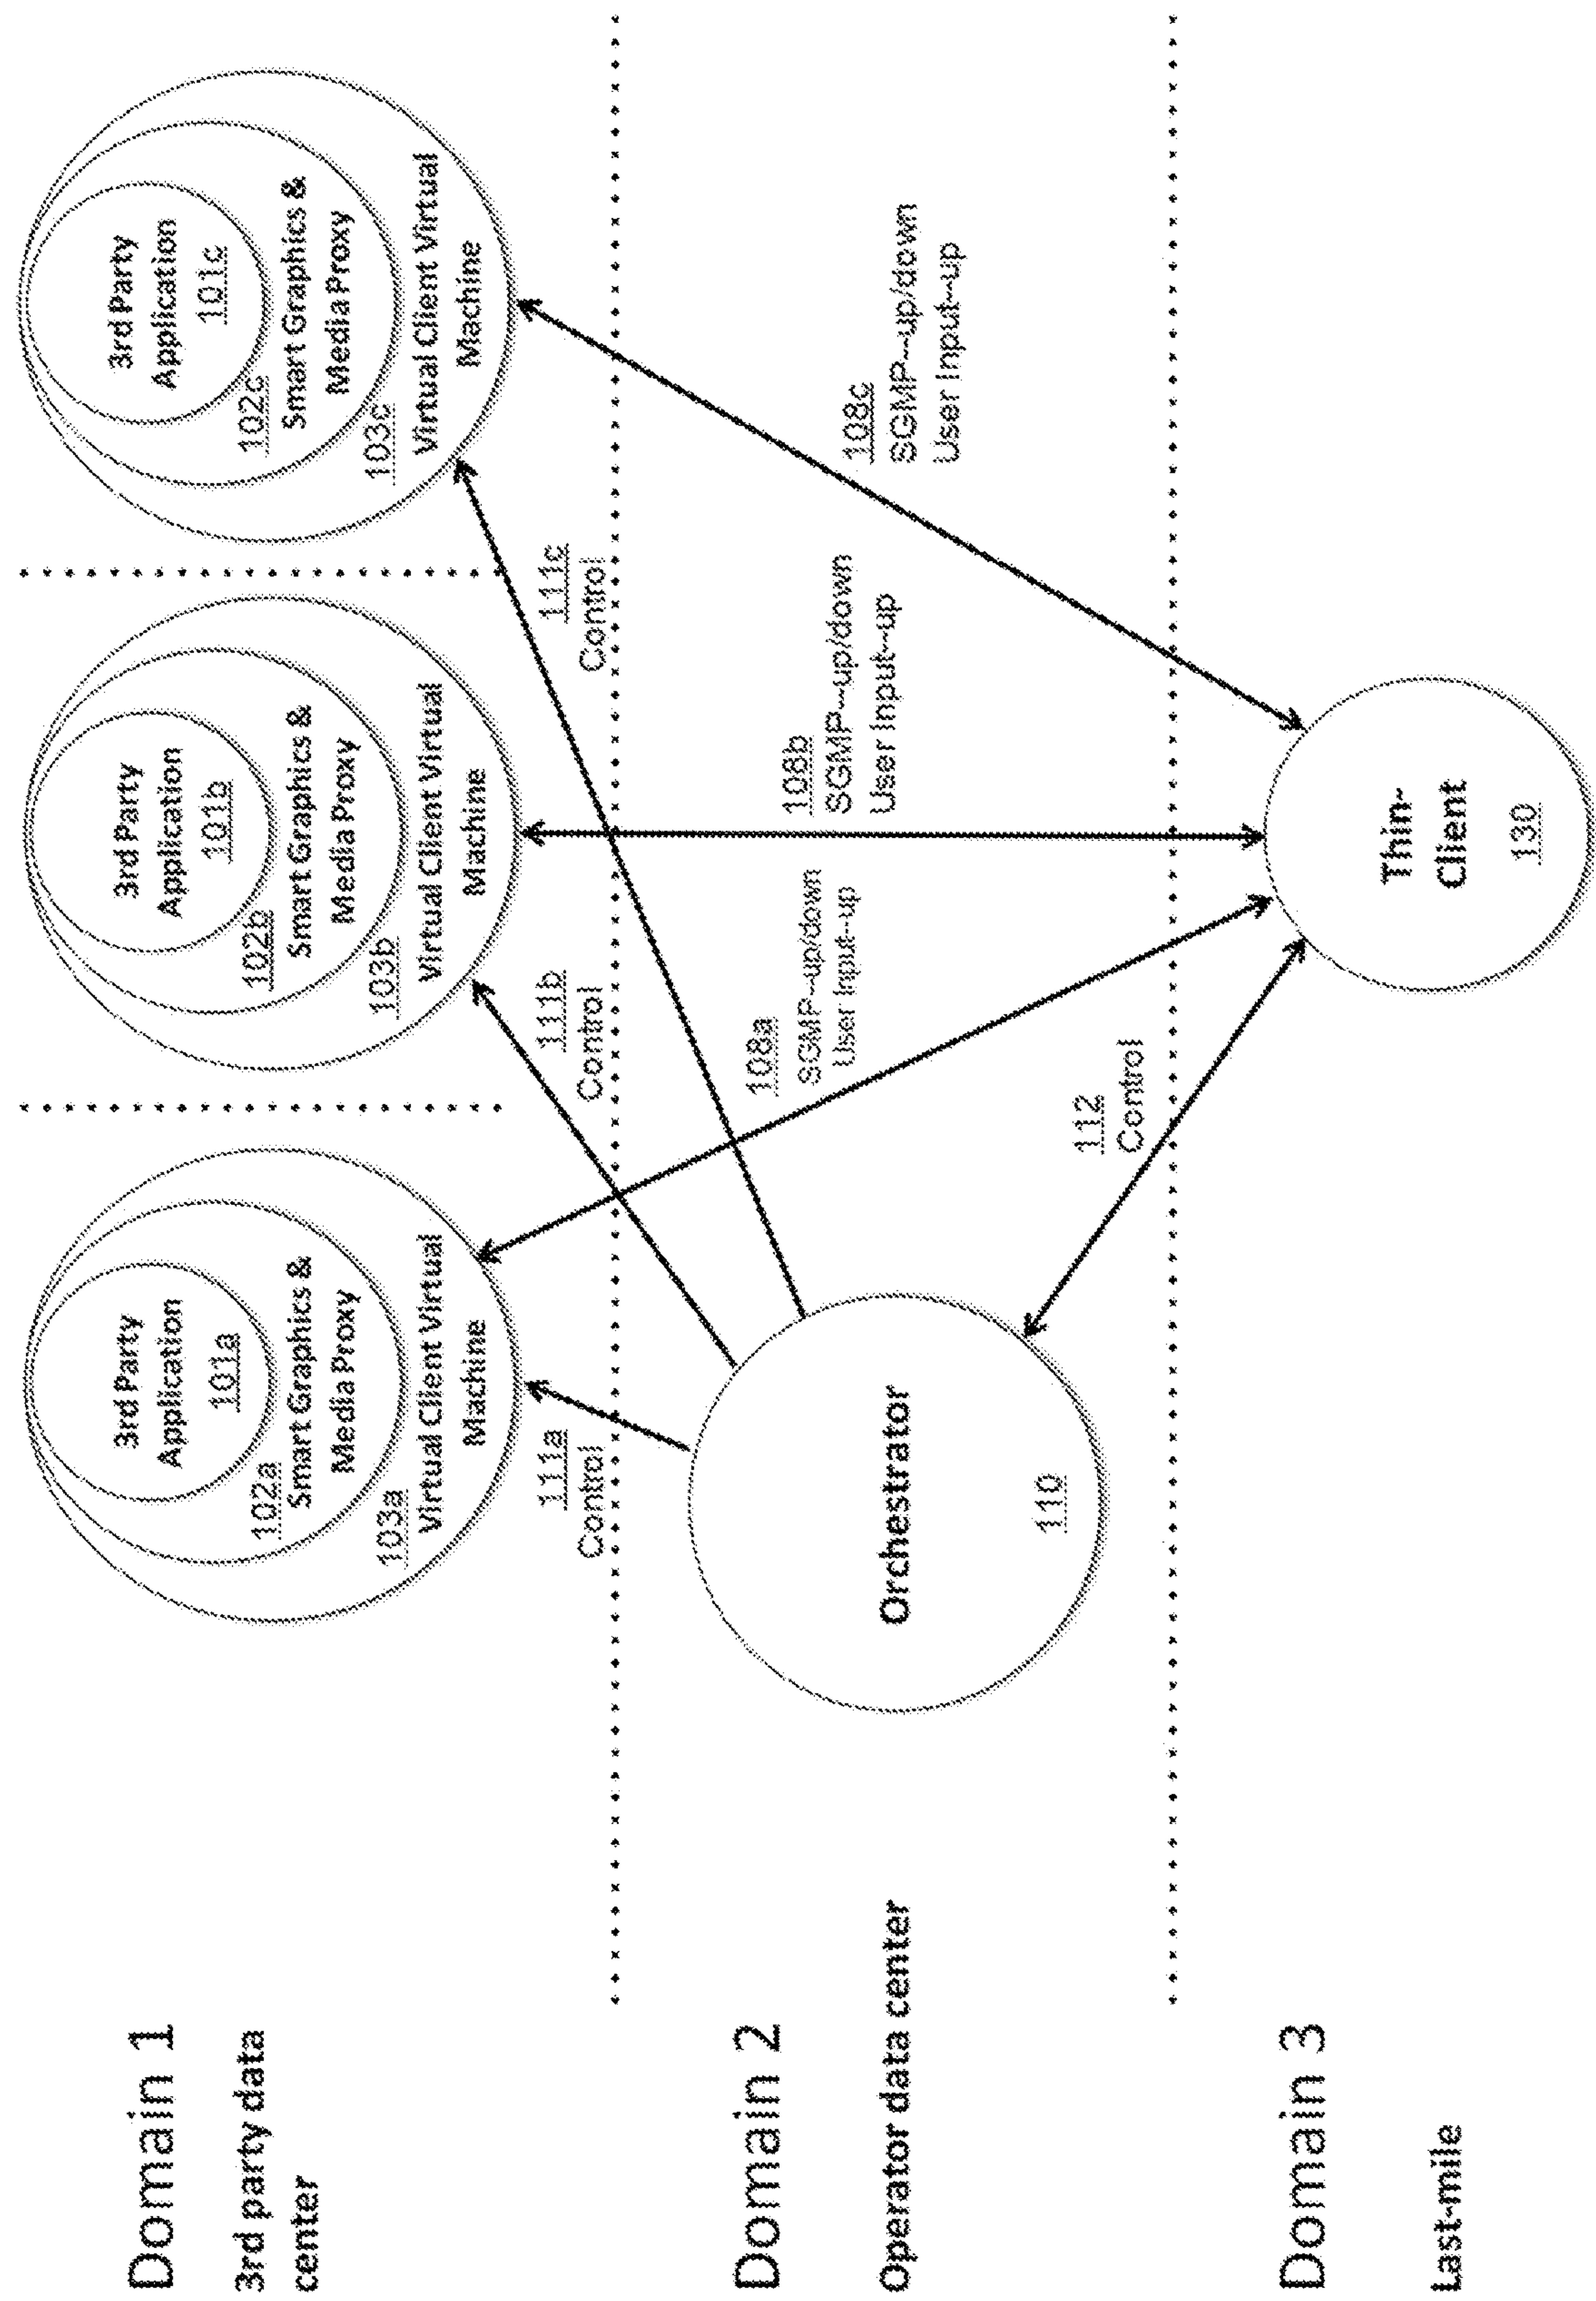 Domain 1
3rd party data
center
3rd Party
Application
101a
102a
Smart Graphics &
Media Proxy
103a
Virtual Client Virtual
Machine
3rd Party
Application
101b
102b
Smart Graphics &
Media Proxy
103b
Virtual Client Virtual
Machine
3rd Party
Application
101c
102c
Smart Graphics &
Media Proxy
103c
Virtual Client Virtual
Machine
111a
Control
111b
Control
111c
Control
Domain 2
Operator data center
Orchestrator
110
108a
SGMP--up/down
User Input--up
108b
SGMP--up/down
User Input--up
108c
SGMP--up/down
User Input--up
112
Control
Domain 3
Last-mile
Thin-
Client
130